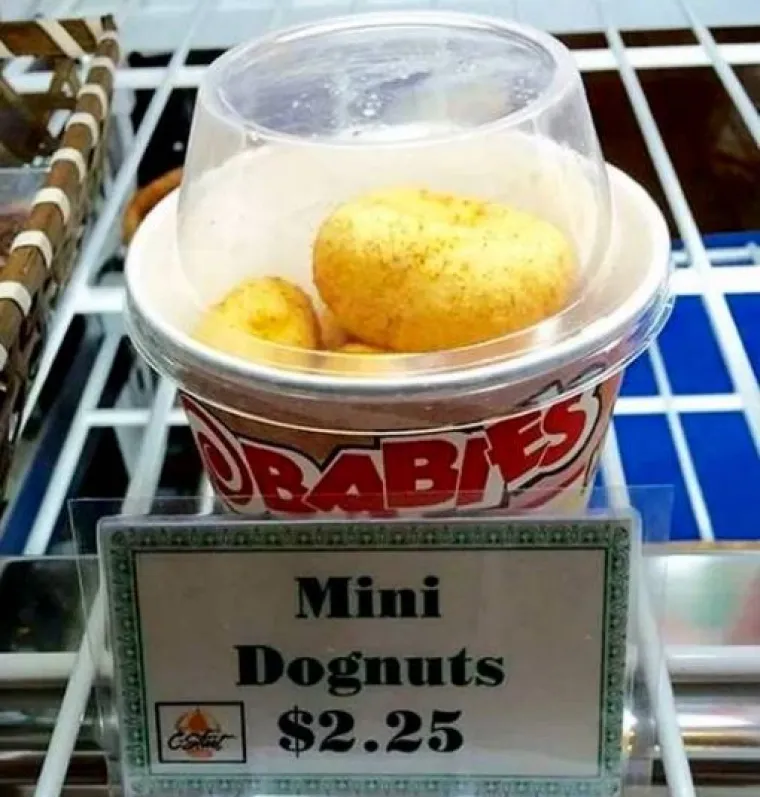 BABIES
Mini
Dognuts
$2.25